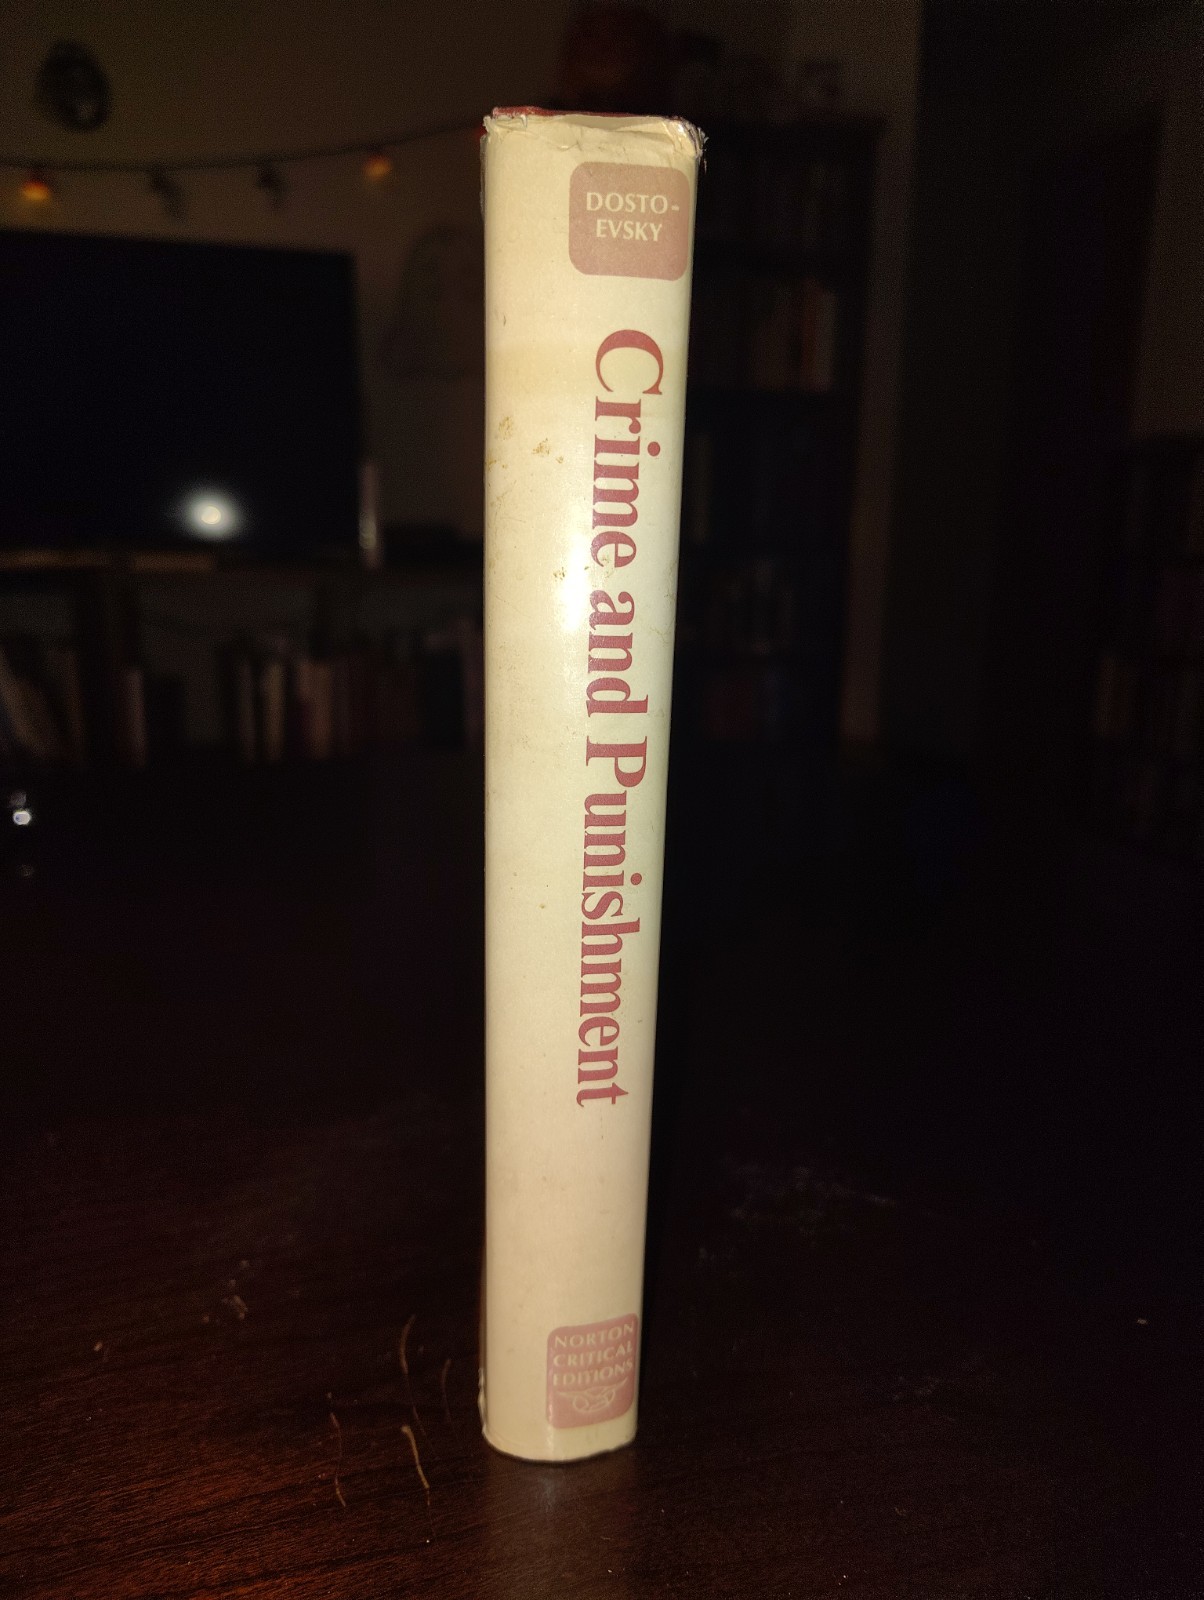 DOSTO-
EVSKY
Crime and Punishment
NORTON
CRITICAL
EDITIONS